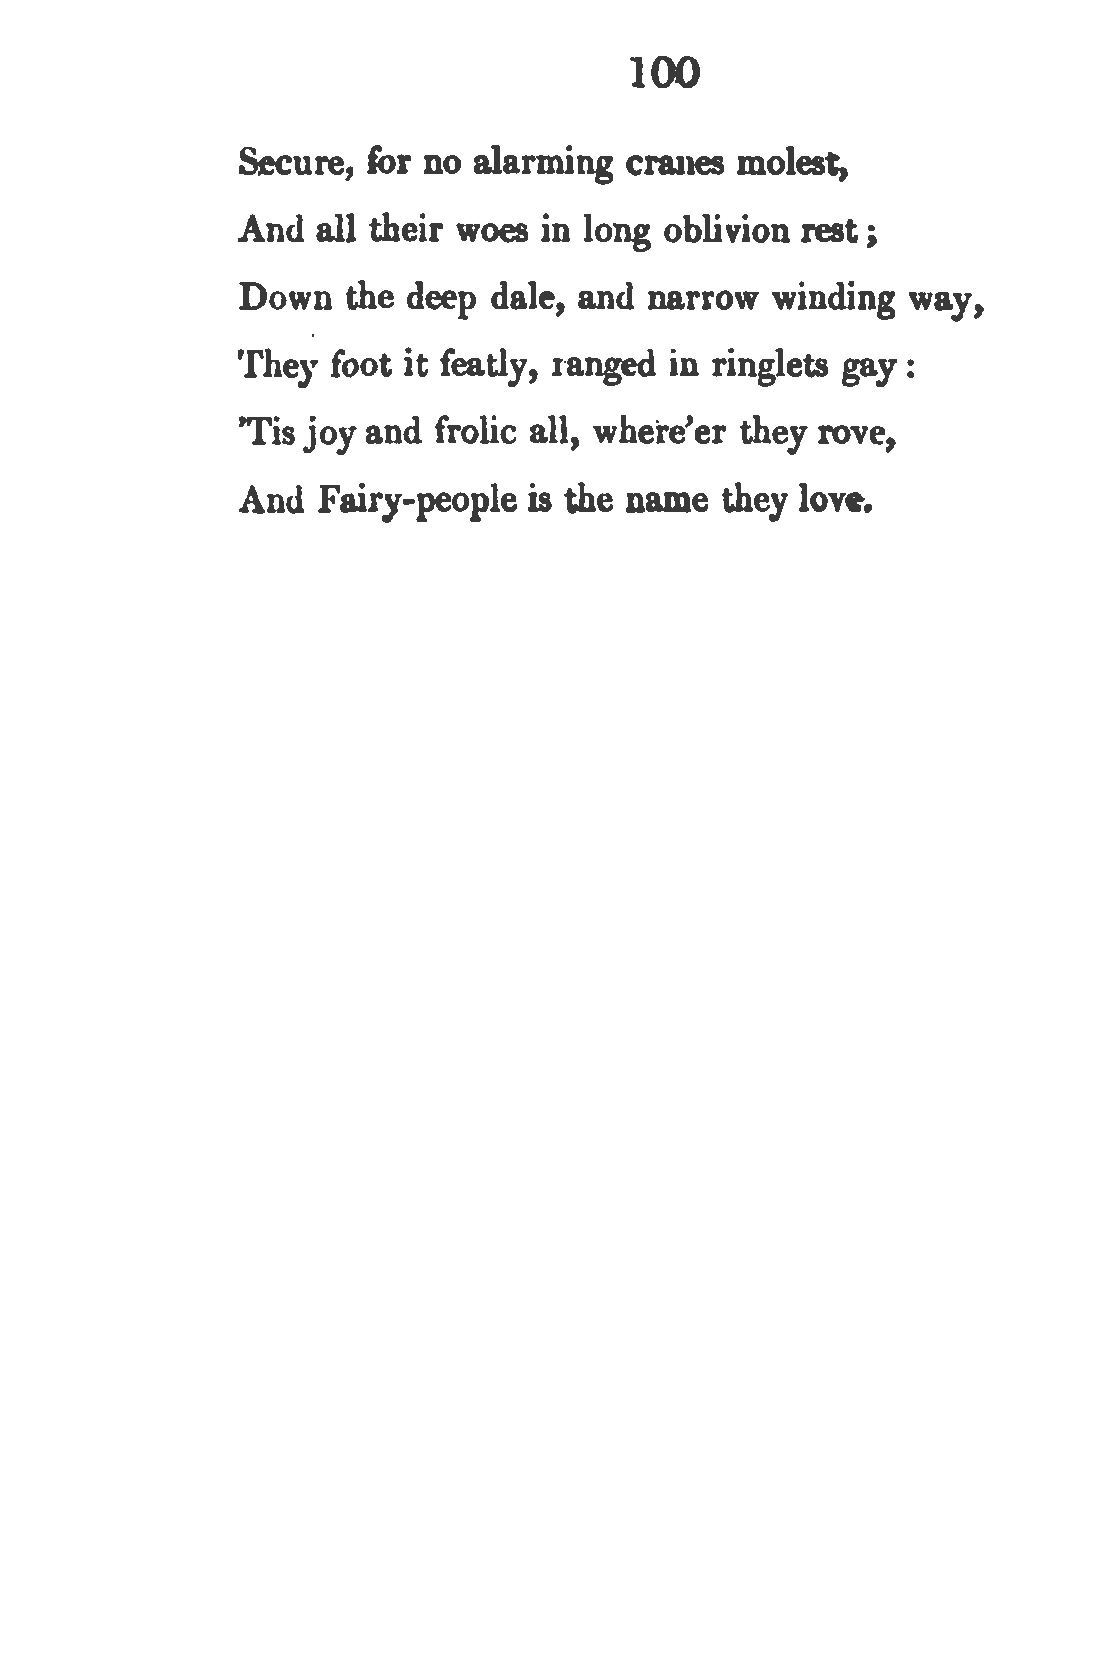 100
Secure, for no alarming cranes molest,
And all their woes in long oblivion rest ;
Down the deep dale, and narrow winding way,
They foot it featly, ranged in ringlets gay :
'Tis joy and frolic all, where'er they rove,
And Fairy-people is the name they love.